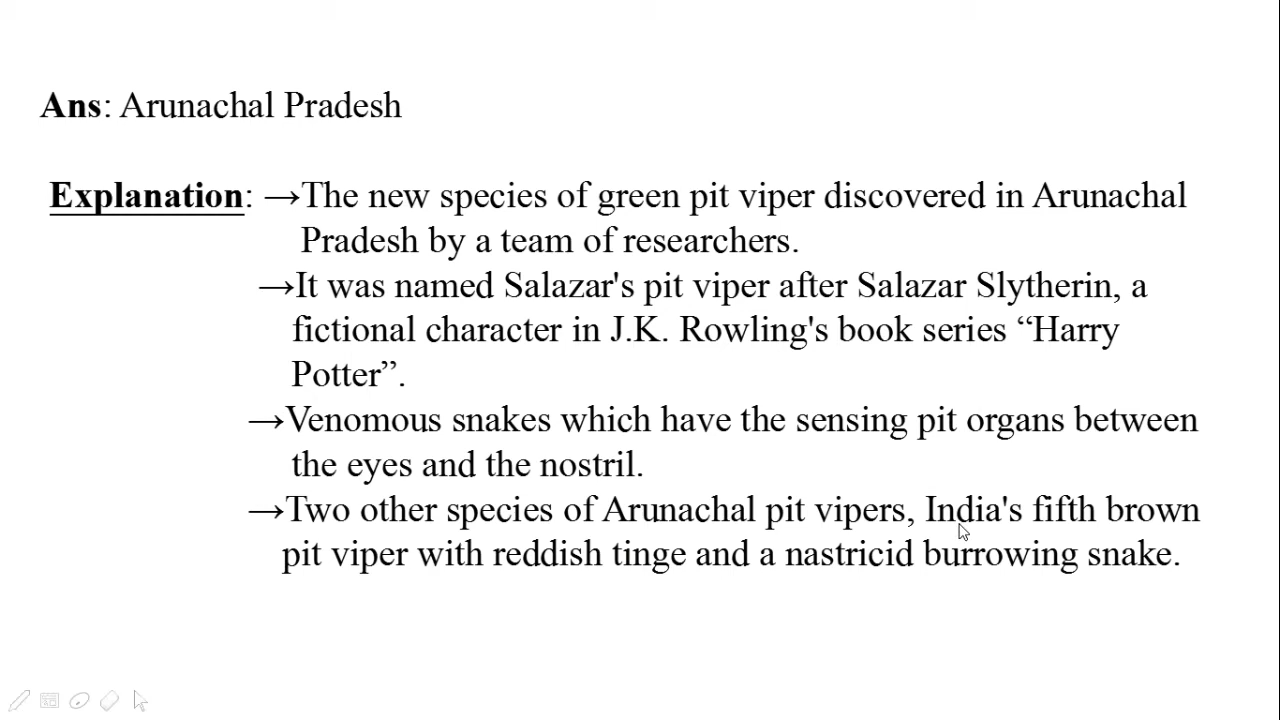 Ans: Arunachal Pradesh
Explanation: →The new species of green pit viper discovered in Arunachal
Pradesh by a team of researchers.
→It was named Salazar's pit viper after Salazar Slytherin, a
fictional character in J.K. Rowling's book series “Harry
Potter”.
→Venomous snakes which have the sensing pit organs between
the eyes and the nostril.
→Two other species of Arunachal pit vipers, India's fifth brown
pit viper with reddish tinge and a nastricid burrowing snake.